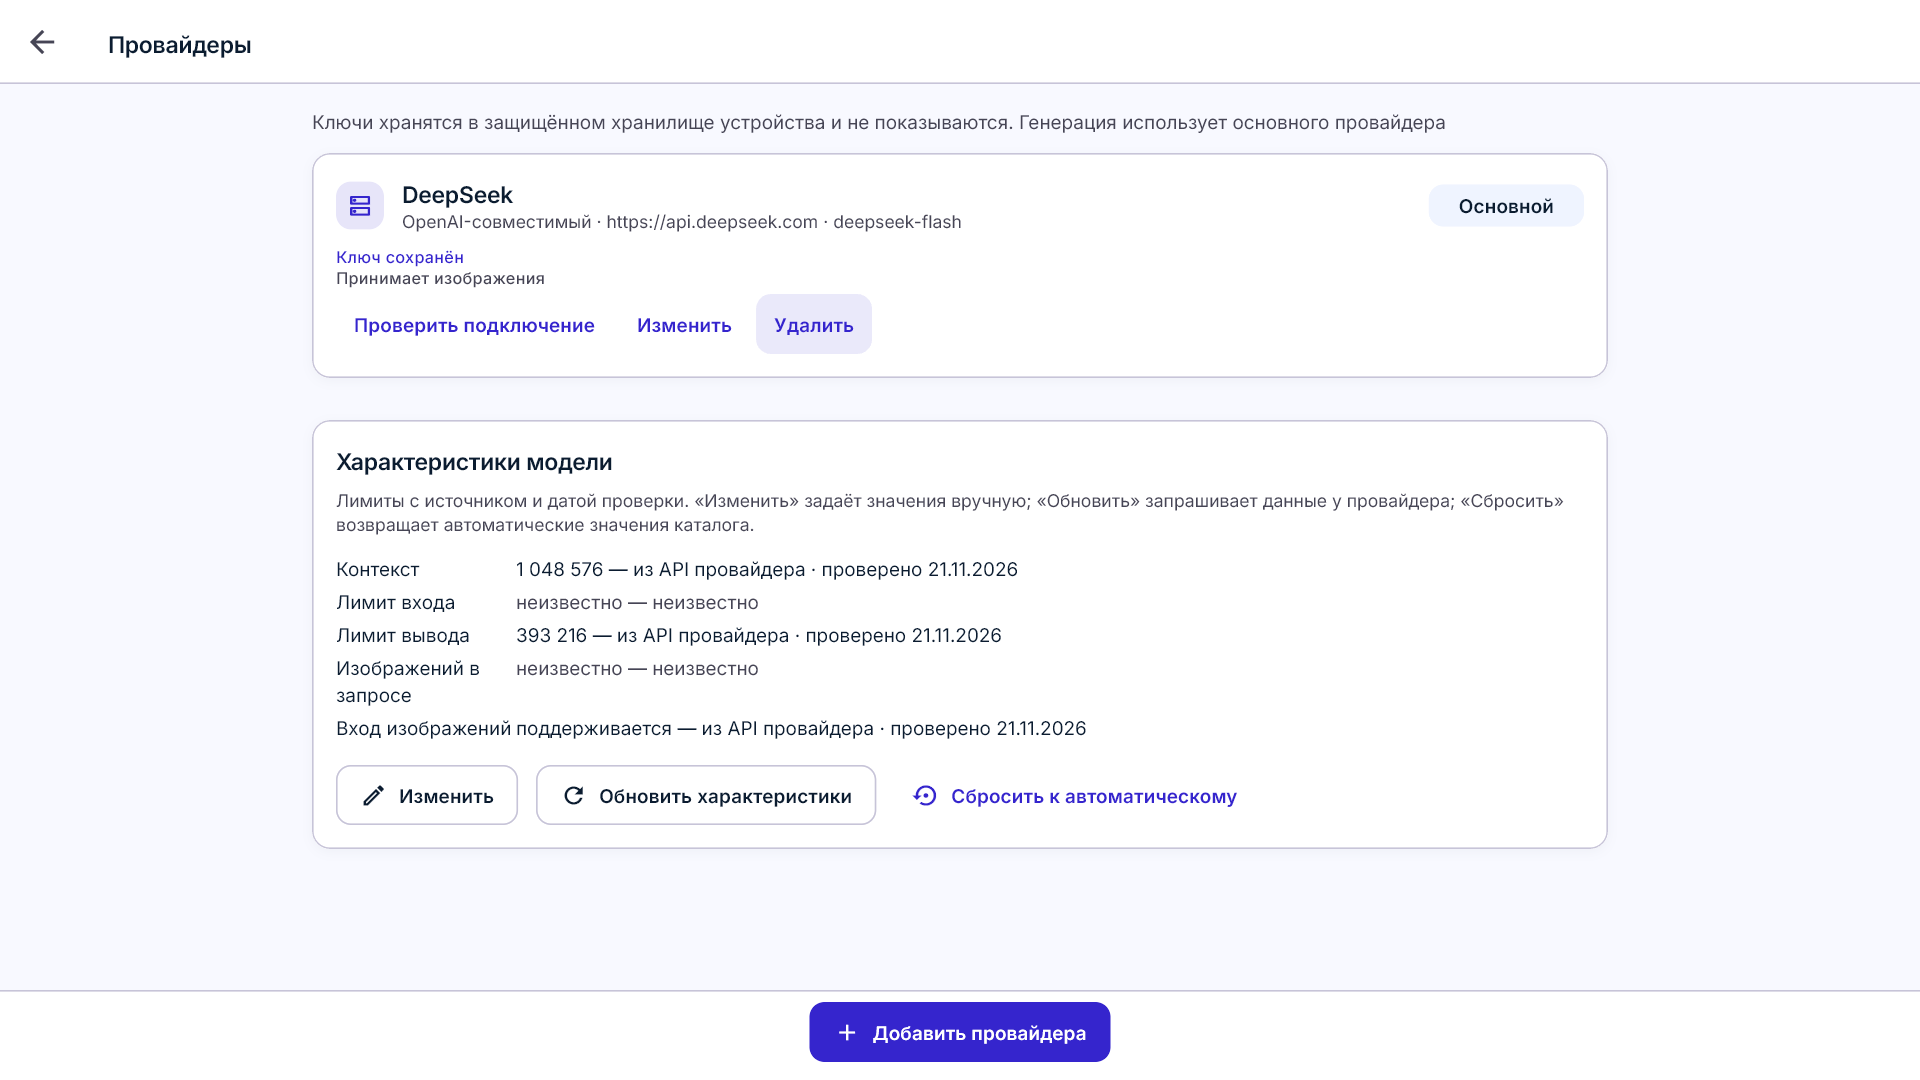 Провайдеры
Ключи хранятся в защищённом хранилище устройства и не показываются. Генерация использует основного провайдера
DeepSeek
OpenAI-совместимый · https://api.deepseek.com · deepseek-flash
Основной
Ключ сохранён
Принимает изображения
Проверить подключение
Изменить
Удалить
Характеристики модели
Лимиты с источником и датой проверки. «Изменить» задаёт значения вручную; «Обновить» запрашивает данные у провайдера; «Сбросить»
возвращает автоматические значения каталога.
Контекст 1 048 576 — из API провайдера · проверено 21.11.2026
Лимит входа неизвестно — неизвестно
Лимит вывода 393 216 — из API провайдера · проверено 21.11.2026
Изображений в неизвестно — неизвестно
запросе
Вход изображений поддерживается — из API провайдера · проверено 21.11.2026
Изменить
Обновить характеристики
Сбросить к автоматическому
Добавить провайдера